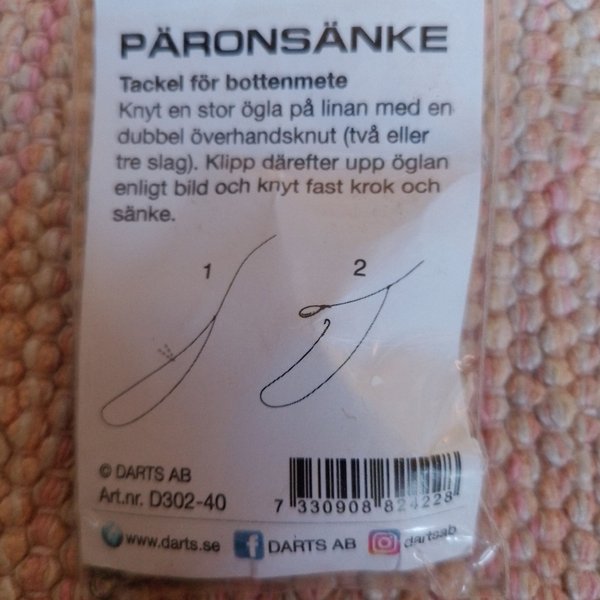 PÄRONSÄNKE
Tackel för bottenmete
Knyt en stor ögla på linan med en
dubbel överhandsknut (två eller
tre slag). Klipp därefter upp öglan
enligt bild och knyt fast krok och
sänke.
1
2
© DARTS AB
Art.nr. D302-40
7 330908 824228
www.darts.se f DARTS AB dartsab